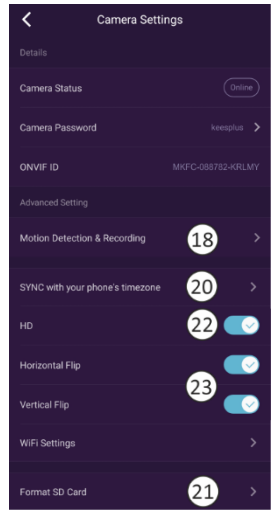 Camera Settings
Details
Camera Status Online
Camera Password keesplus
ONVIF ID MKFC-088782-KRLMY
Advanced Setting
Motion Detection & Recording 18
SYNC with your phone's timezone 20
HD 22
Horizontal Flip
23
Vertical Flip
WiFi Settings
Format SD Card 21